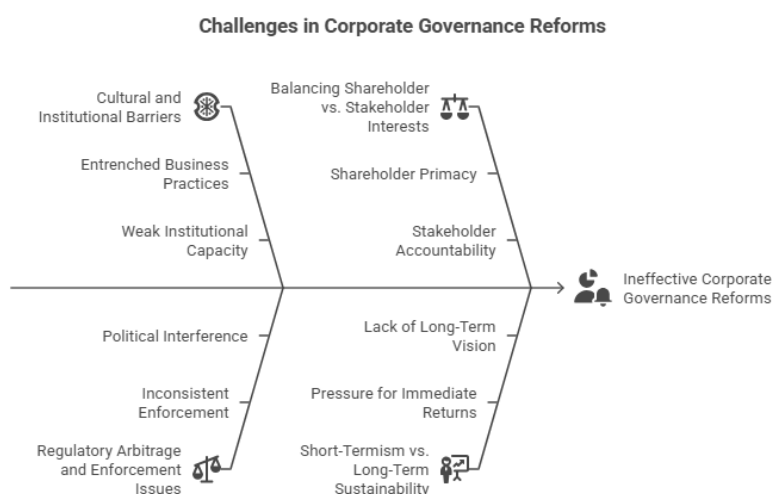 Challenges in Corporate Governance Reforms
Cultural and
Institutional Barriers
Entrenched Business
Practices
Weak Institutional
Capacity
Balancing Shareholder
vs. Stakeholder
Interests
Shareholder Primacy
Stakeholder
Accountability
Ineffective Corporate
Governance Reforms
Political Interference
Inconsistent
Enforcement
Regulatory Arbitrage
and Enforcement
Issues
Lack of Long-Term
Vision
Pressure for Immediate
Returns
Short-Termism vs.
Long-Term
Sustainability